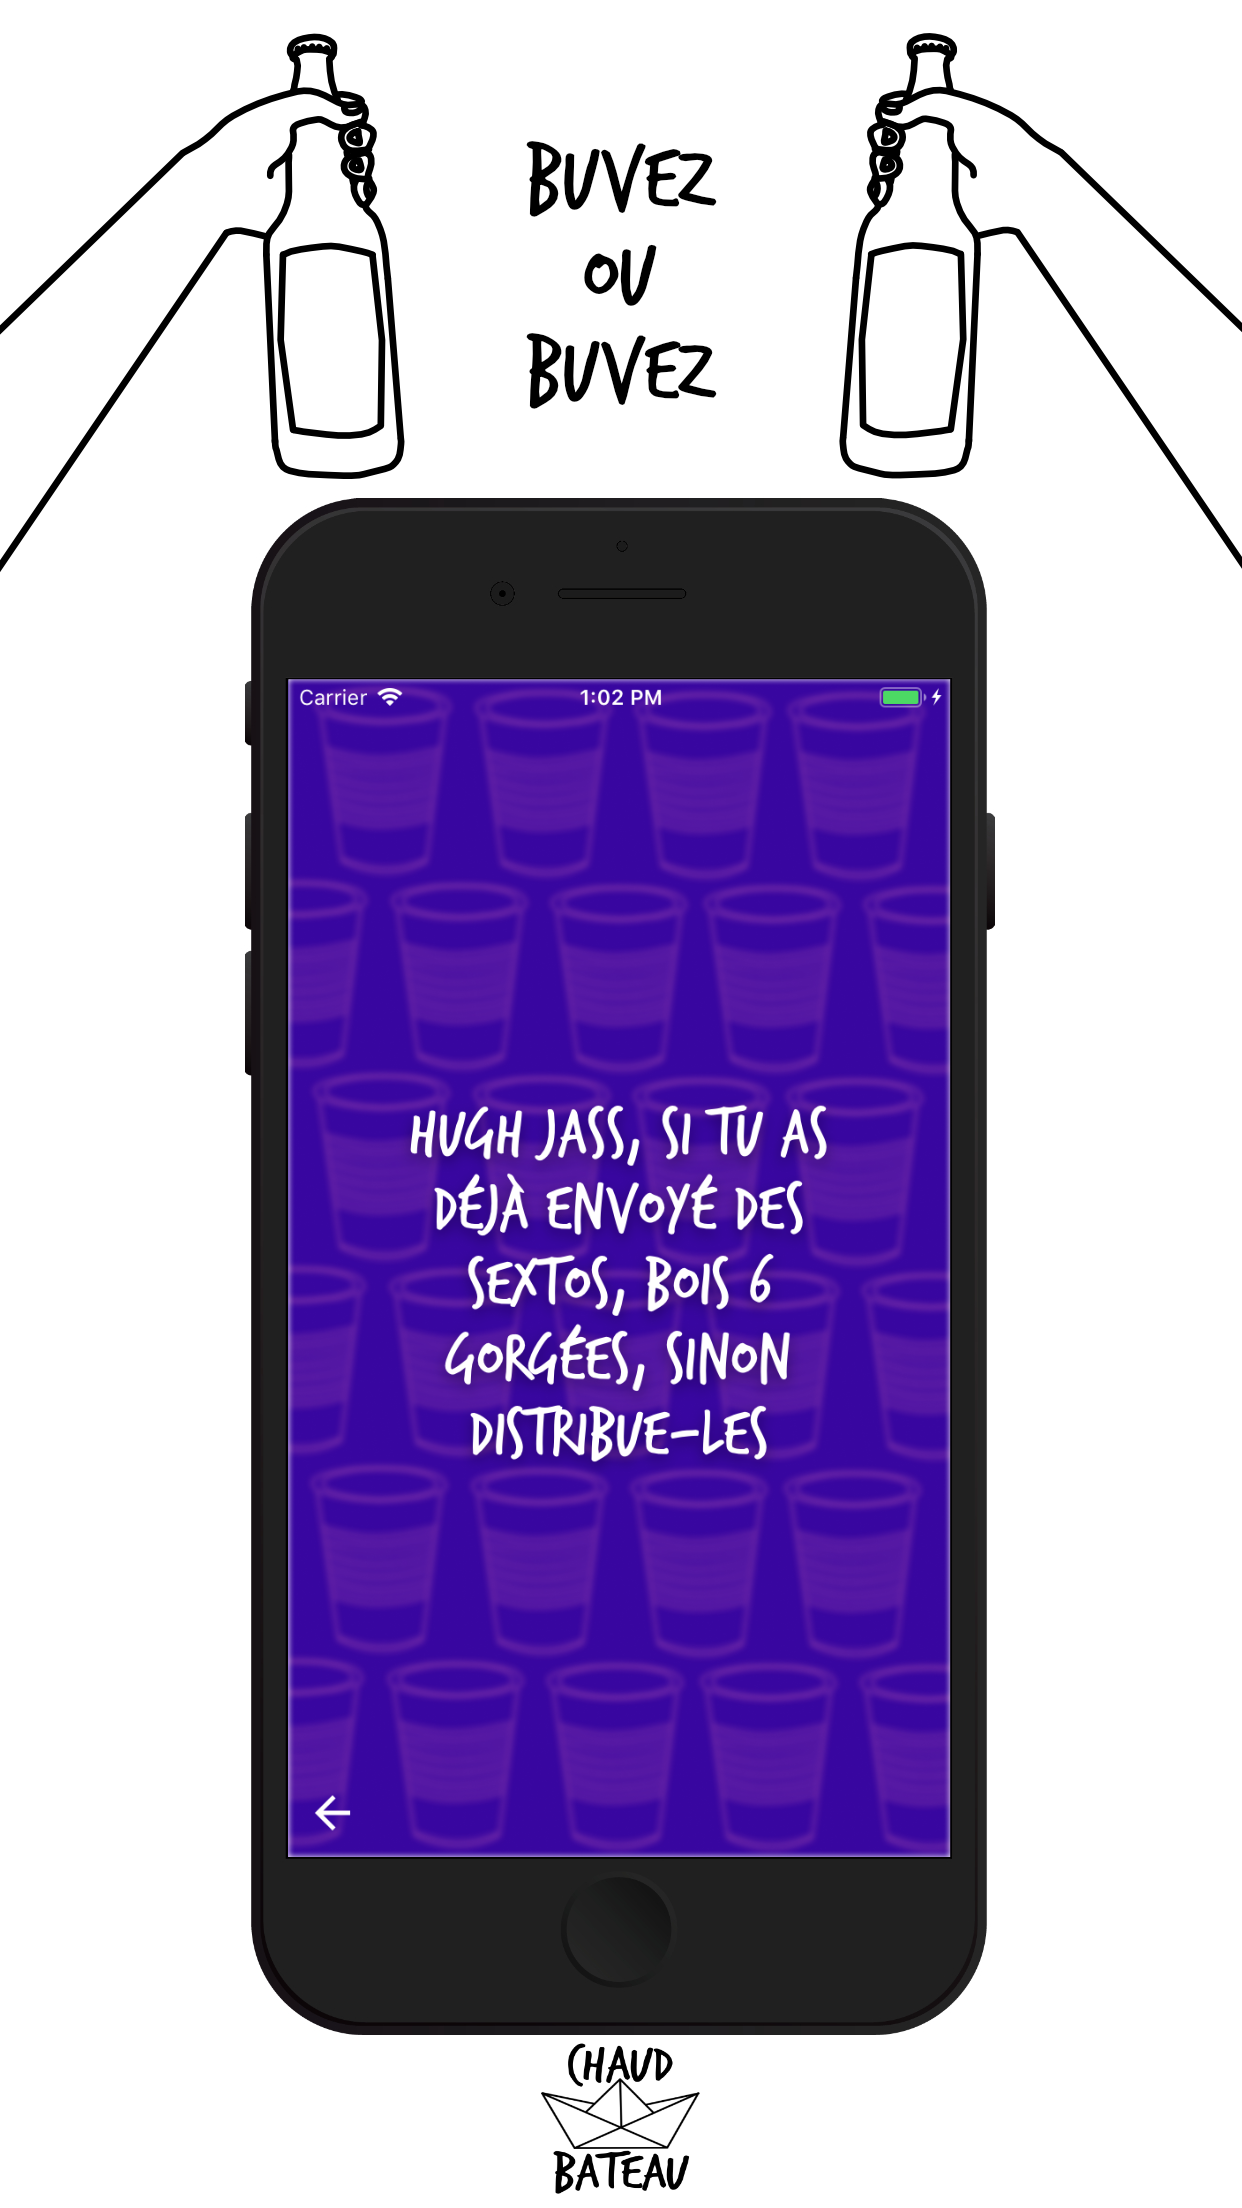 BUVEZ
OU
BUVEZ
Carrier 1:02 PM
HUGH JASS, SI TU AS
DÉJÀ ENVOYÉ DES
SEXTOS, BOIS 6
GORGÉES, SINON
DISTRIBUE-LES
CHAUD
BATEAU